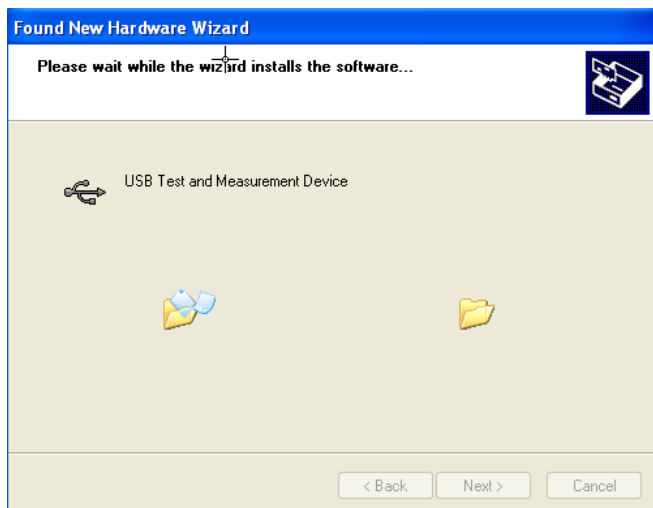 Found New Hardware Wizard
Please wait while the wizard installs the software...
USB Test and Measurement Device
< Back
Next >
Cancel